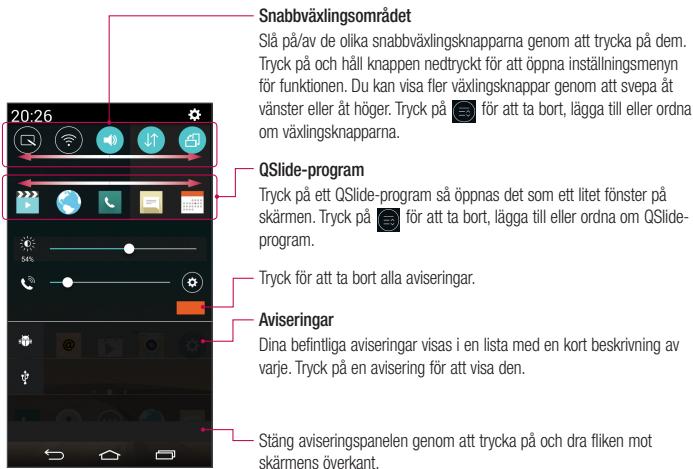 Snabbväxlingsområdet
Slå på/av de olika snabbväxlingsknapparna genom att trycka på dem.
Tryck på och håll knappen nedtryckt för att öppna inställningsmenyn
för funktionen. Du kan visa fler växlingsknappar genom att svepa åt
vänster eller åt höger. Tryck på för att ta bort, lägga till eller ordna
om växlingsknapparna.
20:26
QSlide-program
Tryck på ett QSlide-program så öppnas det som ett litet fönster på
skärmen. Tryck på för att ta bort, lägga till eller ordna om QSlide-
program.
54%
Tryck för att ta bort alla aviseringar.
Aviseringar
Dina befintliga aviseringar visas i en lista med en kort beskrivning av
varje. Tryck på en avisering för att visa den.
Stäng aviseringspanelen genom att trycka på och dra fliken mot
skärmens överkant.